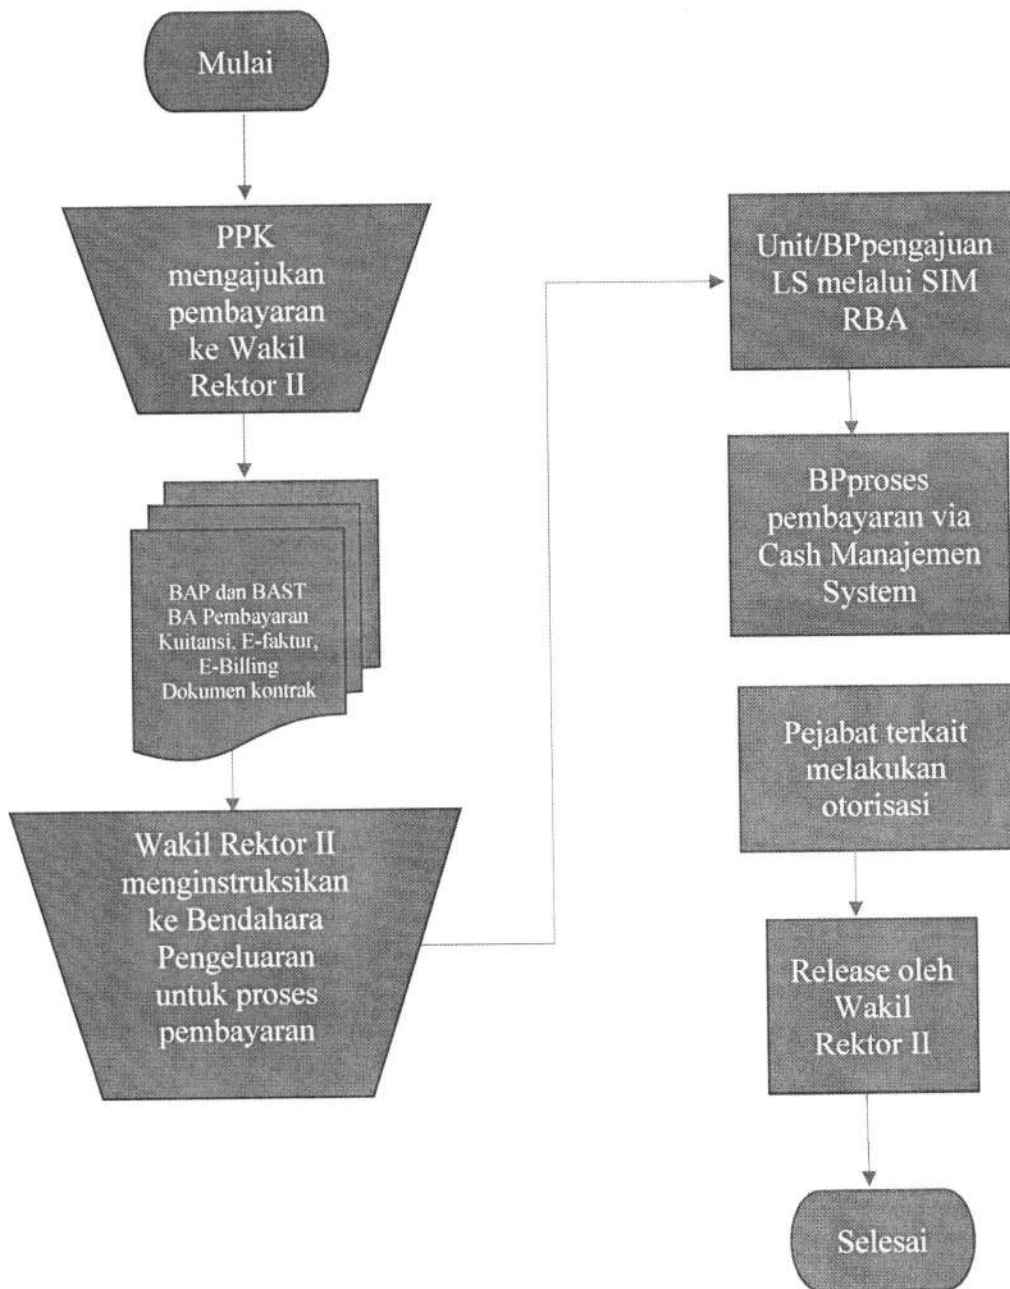 Mulai
PPK
mengajukan
pembayaran
ke Wakil
Rektor II
BAP dan BAST
BA Pembayaran
Kuitansi, E-faktur,
E-Billing
Dokumen kontrak
Wakil Rektor II
menginstruksikan
ke Bendahara
Pengeluaran
untuk proses
pembayaran
Unit/BPpengajuan
LS melalui SIM
RBA
BPproses
pembayaran via
Cash Manajemen
System
Pejabat terkait
melakukan
otorisasi
Release oleh
Wakil
Rektor II
Selesai